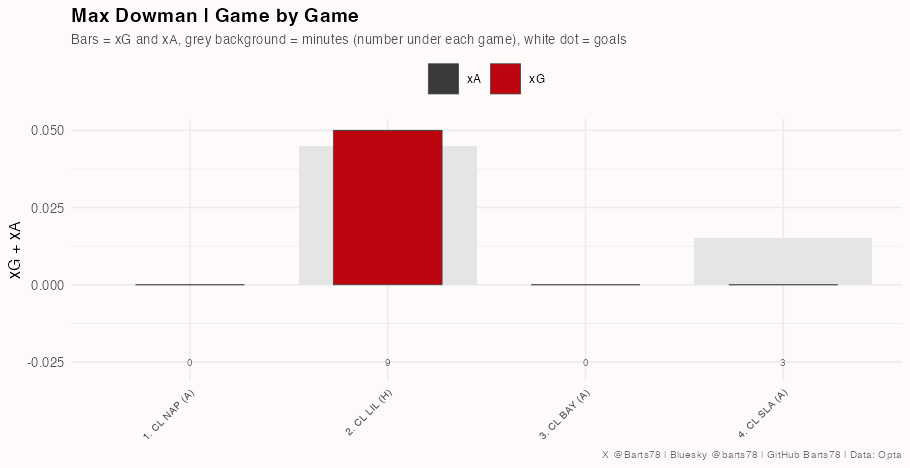 Max Dowman | Game by Game
Bars = xG and xA, grey background = minutes (number under each game), white dot = goals
xA xG
xG + xA
0.050
0.025
0.000
-0.025
0 9 0 3
1. CL NAP (A) 2. CL LIL (H) 3. CL BAY (A) 4. CL SLA (A)
X @Barts78 | Bluesky @barts78 | GitHub Barts78 | Data: Opta